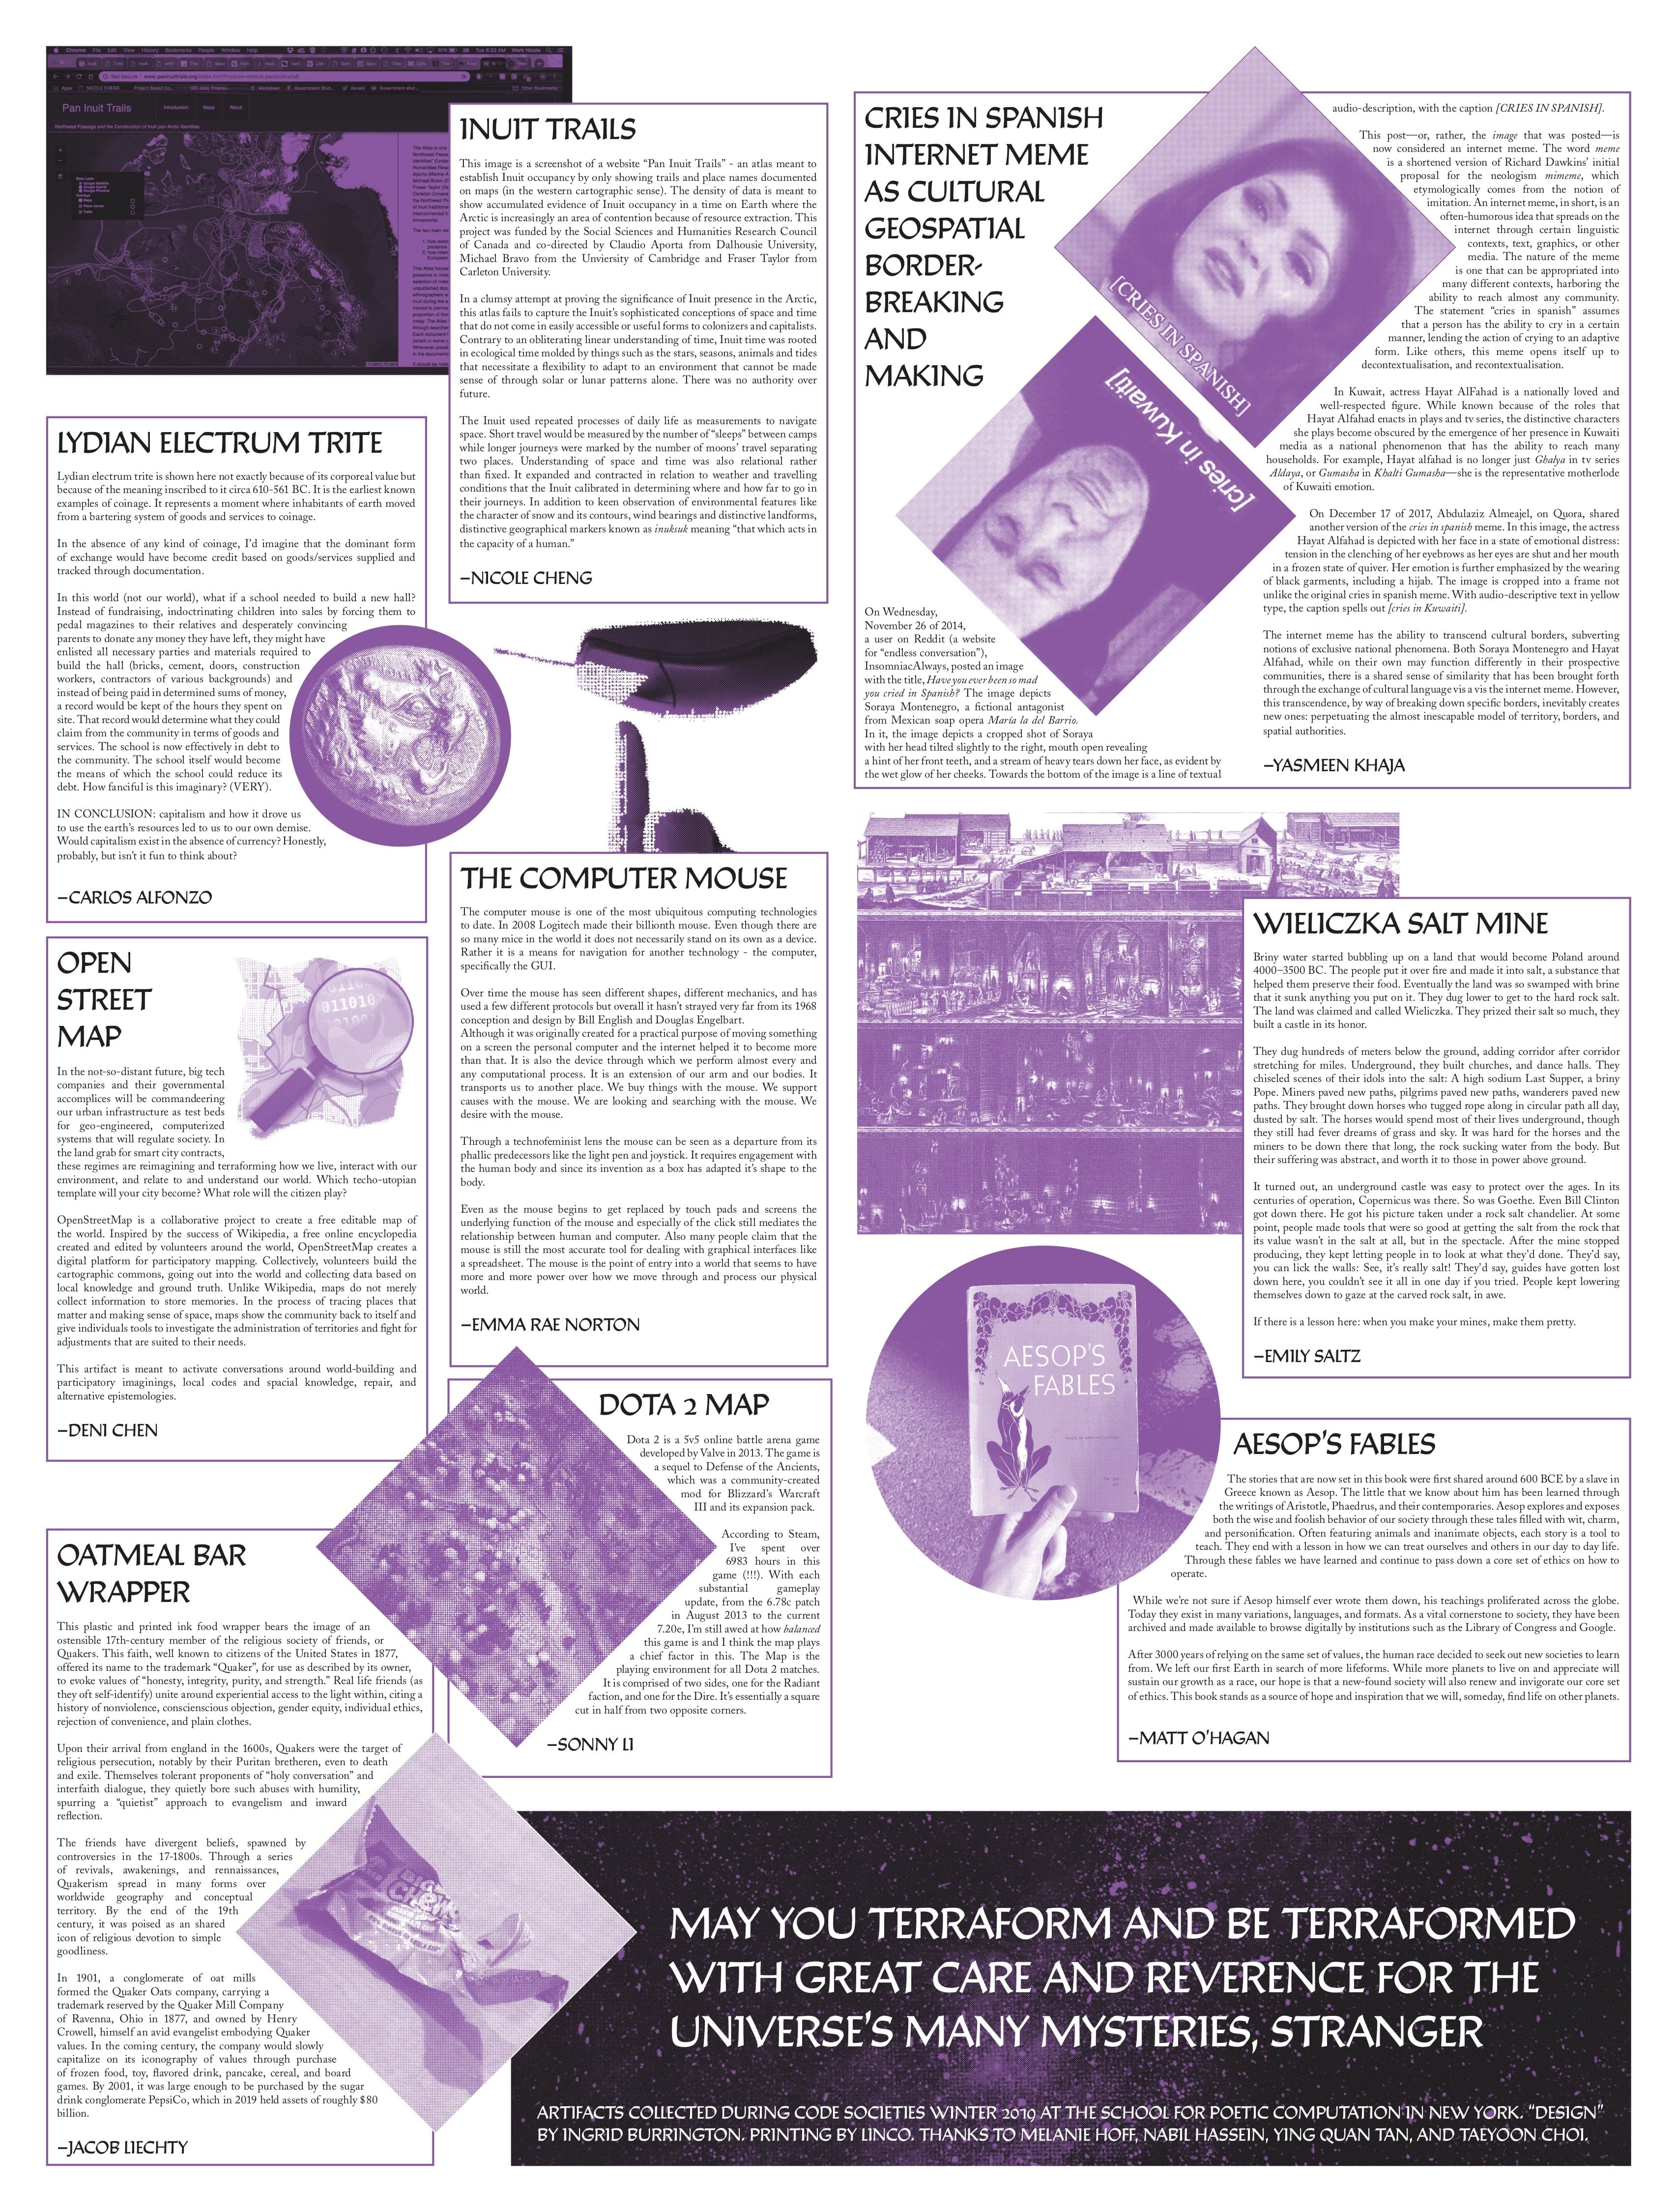 Pan Inuit Trails
Introduction Maps About
Northwest Passage and the Construction of Inuit pan-Arctic Identities
INUIT TRAILS
This image is a screenshot of a website “Pan Inuit Trails” - an atlas meant to
establish Inuit occupancy by only showing trails and place names documented
on maps (in the western cartographic sense). The density of data is meant to
show accumulated evidence of Inuit occupancy in a time on Earth where the
Arctic is increasingly an area of contention because of resource extraction. This
project was funded by the Social Sciences and Humanities Research Council
of Canada and co-directed by Claudio Aporta from Dalhousie University,
Michael Bravo from the Unviersity of Cambridge and Fraser Taylor from
Carleton University.
In a clumsy attempt at proving the significance of Inuit presence in the Arctic,
this atlas fails to capture the Inuit’s sophisticated conceptions of space and time
that do not come in easily accessible or useful forms to colonizers and capitalists.
Contrary to an obliterating linear understanding of time, Inuit time was rooted
in ecological time molded by things such as the stars, seasons, animals and tides
that necessitate a flexibility to adapt to an environment that cannot be made
sense of through solar or lunar patterns alone. There was no authority over
future.
The Inuit used repeated processes of daily life as measurements to navigate
space. Short travel would be measured by the number of “sleeps” between camps
while longer journeys were marked by the number of moons’ travel separating
two places. Understanding of space and time was also relational rather
than fixed. It expanded and contracted in relation to weather and travelling
conditions that the Inuit calibrated in determining where and how far to go in
their journeys. In addition to keen observation of environmental features like
the character of snow and its contours, wind bearings and distinctive landforms,
distinctive geographical markers known as inuksuk meaning “that which acts in
the capacity of a human.”
–NICOLE CHENG
LYDIAN ELECTRUM TRITE
Lydian electrum trite is shown here not exactly because of its corporeal value but
because of the meaning inscribed to it circa 610-561 BC. It is the earliest known
examples of coinage. It represents a moment where inhabitants of earth moved
from a bartering system of goods and services to coinage.
In the absence of any kind of coinage, I’d imagine that the dominant form
of exchange would have become credit based on goods/services supplied and
tracked through documentation.
In this world (not our world), what if a school needed to build a new hall?
Instead of fundraising, indoctrinating children into sales by forcing them to
pedal magazines to their relatives and desperately convincing
parents to donate any money they have left, they might have
enlisted all necessary parties and materials required to
build the hall (bricks, cement, doors, construction
workers, contractors of various backgrounds) and
instead of being paid in determined sums of money,
a record would be kept of the hours they spent on
site. That record would determine what they could
claim from the community in terms of goods and
services. The school is now effectively in debt to
the community. The school itself would become
the means of which the school could reduce its
debt. How fanciful is this imaginary? (VERY).
IN CONCLUSION: capitalism and how it drove us
to use the earth’s resources led to us to our own demise.
Would capitalism exist in the absence of currency? Honestly,
probably, but isn’t it fun to think about?
–CARLOS ALFONZO
OPEN
STREET
MAP
In the not-so-distant future, big tech
companies and their governmental
accomplices will be commandeering
our urban infrastructure as test beds
for geo-engineered, computerized
systems that will regulate society. In
the land grab for smart city contracts,
these regimes are reimagining and terraforming how we live, interact with our
environment, and relate to and understand our world. Which techo-utopian
template will your city become? What role will the citizen play?
OpenStreetMap is a collaborative project to create a free editable map of
the world. Inspired by the success of Wikipedia, a free online encyclopedia
created and edited by volunteers around the world, OpenStreetMap creates a
digital platform for participatory mapping. Collectively, volunteers build the
cartographic commons, going out into the world and collecting data based on
local knowledge and ground truth. Unlike Wikipedia, maps do not merely
collect information to store memories. In the process of tracing places that
matter and making sense of space, maps show the community back to itself and
give individuals tools to investigate the administration of territories and fight for
adjustments that are suited to their needs.
This artifact is meant to activate conversations around world-building and
participatory imaginings, local codes and spacial knowledge, repair, and
alternative epistemologies.
–DENI CHEN
THE COMPUTER MOUSE
The computer mouse is one of the most ubiquitous computing technologies
to date. In 2008 Logitech made their billionth mouse. Even though there are
so many mice in the world it does not necessarily stand on its own as a device.
Rather it is a means for navigation for another technology - the computer,
specifically the GUI.
Over time the mouse has seen different shapes, different mechanics, and has
used a few different protocols but overall it hasn’t strayed very far from its 1968
conception and design by Bill English and Douglas Engelbart.
Although it was originally created for a practical purpose of moving something
on a screen the personal computer and the internet helped it to become more
than that. It is also the device through which we perform almost every and
any computational process. It is an extension of our arm and our bodies. It
transports us to another place. We buy things with the mouse. We support
causes with the mouse. We are looking and searching with the mouse. We
desire with the mouse.
Through a technofeminist lens the mouse can be seen as a departure from its
phallic predecessors like the light pen and joystick. It requires engagement with
the human body and since its invention as a box has adapted it’s shape to the
body.
Even as the mouse begins to get replaced by touch pads and screens the
underlying function of the mouse and especially of the click still mediates the
relationship between human and computer. Also many people claim that the
mouse is still the most accurate tool for dealing with graphical interfaces like
a spreadsheet. The mouse is the point of entry into a world that seems to have
more and more power over how we move through and process our physical
world.
–EMMA RAE NORTON
DOTA 2 MAP
Dota 2 is a 5v5 online battle arena game
developed by Valve in 2013. The game is
a sequel to Defense of the Ancients,
which was a community-created
mod for Blizzard’s Warcraft
III and its expansion pack.
According to Steam,
I’ve spent over
6983 hours in this
game (!!!). With each
substantial gameplay
update, from the 6.78c patch
in August 2013 to the current
7.20e, I’m still awed at how balanced
this game is and I think the map plays
a chief factor in this. The Map is the
playing environment for all Dota 2 matches.
It is comprised of two sides, one for the Radiant
faction, and one for the Dire. It’s essentially a square
cut in half from two opposite corners.
–SONNY LI
OATMEAL BAR
WRAPPER
This plastic and printed ink food wrapper bears the image of an
ostensible 17th-century member of the religious society of friends, or
Quakers. This faith, well known to citizens of the United States in 1877,
offered its name to the trademark “Quaker”, for use as described by its owner,
to evoke values of “honesty, integrity, purity, and strength.” Real life friends (as
they oft self-identify) unite around experiential access to the light within, citing a
history of nonviolence, conscienscious objection, gender equity, individual ethics,
rejection of convenience, and plain clothes.
Upon their arrival from england in the 1600s, Quakers were the target of
religious persecution, notably by their Puritan bretheren, even to death
and exile. Themselves tolerant proponents of “holy conversation” and
interfaith dialogue, they quietly bore such abuses with humility,
spurring a “quietist” approach to evangelism and inward
reflection.
The friends have divergent beliefs, spawned by
controversies in the 17-1800s. Through a series
of revivals, awakenings, and rennaissances,
Quakerism spread in many forms over
worldwide geography and conceptual
territory. By the end of the 19th
century, it was poised as an shared
icon of religious devotion to simple
goodliness.
In 1901, a conglomerate of oat mills
formed the Quaker Oats company, carrying a
trademark reserved by the Quaker Mill Company
of Ravenna, Ohio in 1877, and owned by Henry
Crowell, himself an avid evangelist embodying Quaker
values. In the coming century, the company would slowly
capitalize on its iconography of values through purchase
of frozen food, toy, flavored drink, pancake, cereal, and board
games. By 2001, it was large enough to be purchased by the sugar
drink conglomerate PepsiCo, which in 2019 held assets of roughly $80
billion.
–JACOB LIECHTY
CRIES IN SPANISH
INTERNET MEME
AS CULTURAL
GEOSPATIAL
BORDER-
BREAKING
AND
MAKING
[CRIES IN SPANISH]
[cries in Kuwaiti]
On Wednesday,
November 26 of 2014,
a user on Reddit (a website
for “endless conversation”),
InsomniacAlways, posted an image
with the title, Have you ever been so mad
you cried in Spanish? The image depicts
Soraya Montenegro, a fictional antagonist
from Mexican soap opera María la del Barrio.
In it, the image depicts a cropped shot of Soraya
with her head tilted slightly to the right, mouth open revealing
a hint of her front teeth, and a stream of heavy tears down her face, as evident by
the wet glow of her cheeks. Towards the bottom of the image is a line of textual
audio-description, with the caption [CRIES IN SPANISH].
This post—or, rather, the image that was posted—is
now considered an internet meme. The word meme
is a shortened version of Richard Dawkins’ initial
proposal for the neologism mimeme, which
etymologically comes from the notion of
imitation. An internet meme, in short, is an
often-humorous idea that spreads on the
internet through certain linguistic
contexts, text, graphics, or other
media. The nature of the meme
is one that can be appropriated into
many different contexts, harboring the
ability to reach almost any community.
The statement “cries in spanish” assumes
that a person has the ability to cry in a certain
manner, lending the action of crying to an adaptive
form. Like others, this meme opens itself up to
decontextualisation, and recontextualisation.
In Kuwait, actress Hayat AlFahad is a nationally loved and
well-respected figure. While known because of the roles that
Hayat Alfahad enacts in plays and tv series, the distinctive characters
she plays become obscured by the emergence of her presence in Kuwaiti
media as a national phenomenon that has the ability to reach many
households. For example, Hayat alfahad is no longer just Ghalya in tv series
Aldaya, or Gumasha in Khalti Gumasha—she is the representative motherlode
of Kuwaiti emotion.
On December 17 of 2017, Abdulaziz Almeajel, on Quora, shared
another version of the cries in spanish meme. In this image, the actress
Hayat Alfahad is depicted with her face in a state of emotional distress:
tension in the clenching of her eyebrows as her eyes are shut and her mouth
in a frozen state of quiver. Her emotion is further emphasized by the wearing
of black garments, including a hijab. The image is cropped into a frame not
unlike the original cries in spanish meme. With audio-descriptive text in yellow
type, the caption spells out [cries in Kuwaiti].
The internet meme has the ability to transcend cultural borders, subverting
notions of exclusive national phenomena. Both Soraya Montenegro and Hayat
Alfahad, while on their own may function differently in their prospective
communities, there is a shared sense of similarity that has been brought forth
through the exchange of cultural language vis a vis the internet meme. However,
this transcendence, by way of breaking down specific borders, inevitably creates
new ones: perpetuating the almost inescapable model of territory, borders, and
spatial authorities.
–YASMEEN KHAJA
WIELICZKA SALT MINE
Briny water started bubbling up on a land that would become Poland around
4000–3500 BC. The people put it over fire and made it into salt, a substance that
helped them preserve their food. Eventually the land was so swamped with brine
that it sunk anything you put on it. They dug lower to get to the hard rock salt.
The land was claimed and called Wieliczka. They prized their salt so much, they
built a castle in its honor.
They dug hundreds of meters below the ground, adding corridor after corridor
stretching for miles. Underground, they built churches, and dance halls. They
chiseled scenes of their idols into the salt: A high sodium Last Supper, a briny
Pope. Miners paved new paths, pilgrims paved new paths, wanderers paved new
paths. They brought down horses who tugged rope along in circular path all day,
dusted by salt. The horses would spend most of their lives underground, though
they still had fever dreams of grass and sky. It was hard for the horses and the
miners to be down there that long, the rock sucking water from the body. But
their suffering was abstract, and worth it to those in power above ground.
It turned out, an underground castle was easy to protect over the ages. In its
centuries of operation, Copernicus was there. So was Goethe. Even Bill Clinton
got down there. He got his picture taken under a rock salt chandelier. At some
point, people made tools that were so good at getting the salt from the rock that
its value wasn’t in the salt at all, but in the spectacle. After the mine stopped
producing, they kept letting people in to look at what they’d done. They’d say,
you can lick the walls: See, it’s really salt! They’d say, guides have gotten lost
down here, you couldn’t see it all in one day if you tried. People kept lowering
themselves down to gaze at the carved rock salt, in awe.
If there is a lesson here: when you make your mines, make them pretty.
–EMILY SALTZ
AESOP’S
FABLES
AESOP’S FABLES
The stories that are now set in this book were first shared around 600 BCE by a slave in
Greece known as Aesop. The little that we know about him has been learned through
the writings of Aristotle, Phaedrus, and their contemporaries. Aesop explores and exposes
both the wise and foolish behavior of our society through these tales filled with wit, charm,
and personification. Often featuring animals and inanimate objects, each story is a tool to
teach. They end with a lesson in how we can treat ourselves and others in our day to day life.
Through these fables we have learned and continue to pass down a core set of ethics on how to
operate.
While we’re not sure if Aesop himself ever wrote them down, his teachings proliferated across the globe.
Today they exist in many variations, languages, and formats. As a vital cornerstone to society, they have been
archived and made available to browse digitally by institutions such as the Library of Congress and Google.
After 3000 years of relying on the same set of values, the human race decided to seek out new societies to learn
from. We left our first Earth in search of more lifeforms. While more planets to live on and appreciate will
sustain our growth as a race, our hope is that a new-found society will also renew and invigorate our core set
of ethics. This book stands as a source of hope and inspiration that we will, someday, find life on other planets.
–MATT O’HAGAN
MAY YOU TERRAFORM AND BE TERRAFORMED
WITH GREAT CARE AND REVERENCE FOR THE
UNIVERSE’S MANY MYSTERIES, STRANGER
ARTIFACTS COLLECTED DURING CODE SOCIETIES WINTER 2019 AT THE SCHOOL FOR POETIC COMPUTATION IN NEW YORK. “DESIGN”
BY INGRID BURRINGTON. PRINTING BY LINCO. THANKS TO MELANIE HOFF, NABIL HASSEIN, YING QUAN TAN, AND TAEYOON CHOI.